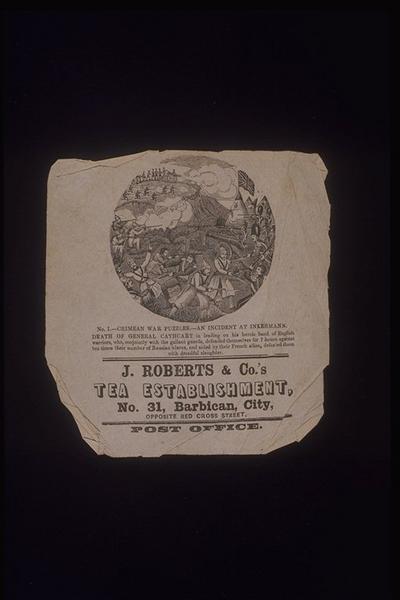 No. 1.—CRIMEAN WAR PUZZLES.—AN INCIDENT AT INKERMANN.
DEATH OF GENERAL CATHCART in leading on his heroic band of English
warriors, who, conjointly with the gallant guards, defended themselves for 7 hours against
ten times their number of Russian slaves, and aided by their French allies, defeated them
with dreadful slaughter.
J. ROBERTS & Co.'s
TEA ESTABLISHMENT,
No. 31, Barbican, City,
OPPOSITE RED CROSS STREET.
POST OFFICE.